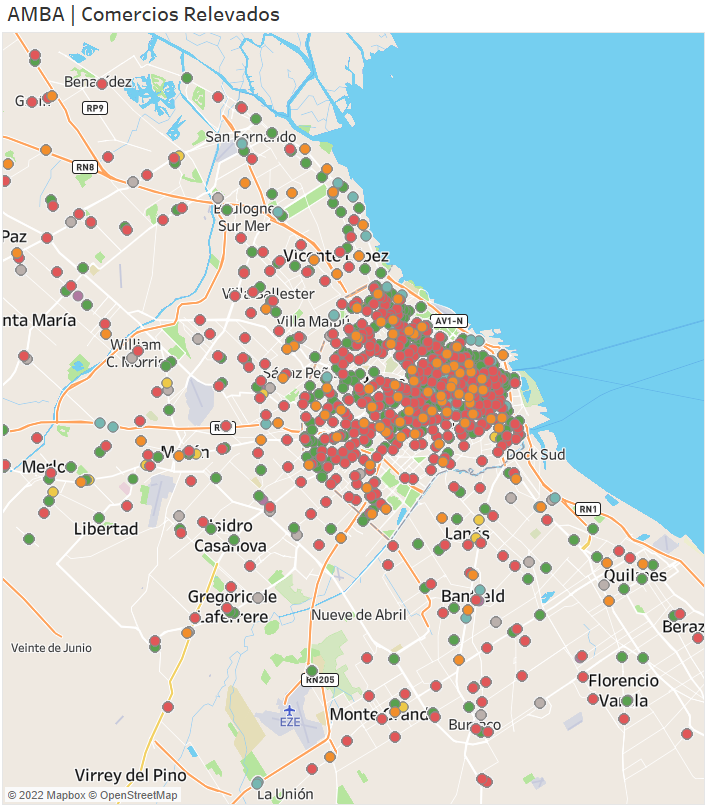 AMBA | Comercios Relevados
Benavídez
RP9
San Fernando
RN8
Boulogne
Sur Mer
Paz
Vicente López
Villa Ballester
nta María
Villa Maipú
AV1-N
William
C. Morris
Sáenz Peña
Morón
Merlo
Dock Sud
RN1
Libertad
Isidro
Casanova
Lanús
Quilmes
Gregorio de
Laferrere
Banfield
Nueve de Abril
Beraz
Veinte de Junio
RN205
Florencio
Varela
EZE
Monte Grande
Burzaco
Virrey del Pino
La Unión
© 2022 Mapbox © OpenStreetMap